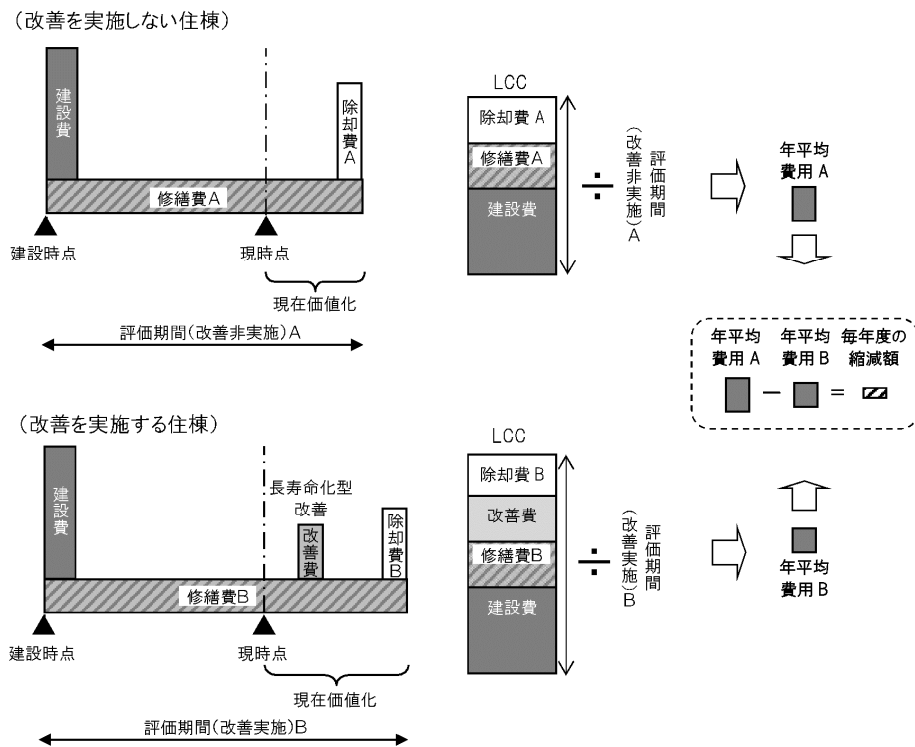 （改善を実施しない住棟）
建設費
除却費A
修繕費A
建設時点
現時点
現在価値化
評価期間(改善非実施)A
LCC
除却費A
修繕費A
建設費
÷
評価期間
(改善非実施)A
年平均
費用A
年平均
費用A
年平均
費用B
毎年度の
縮減額
－
＝
（改善を実施する住棟）
建設費
長寿命化型
改善
改善費
除却費B
修繕費B
建設時点
現時点
現在価値化
評価期間(改善実施)B
LCC
除却費B
改善費
修繕費B
建設費
÷
評価期間
(改善実施)B
年平均
費用B